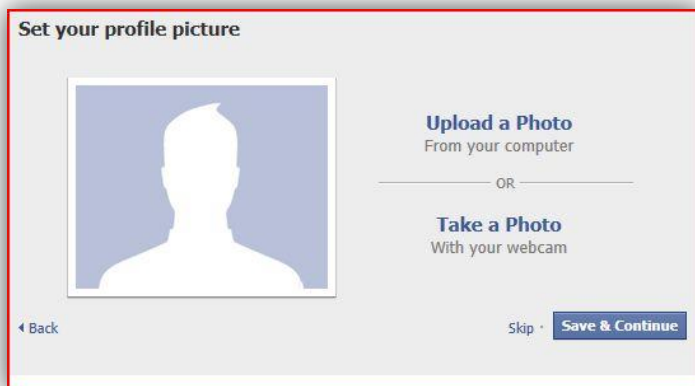 Set your profile picture
Upload a Photo
From your computer
OR
Take a Photo
With your webcam
Back
Skip · Save & Continue